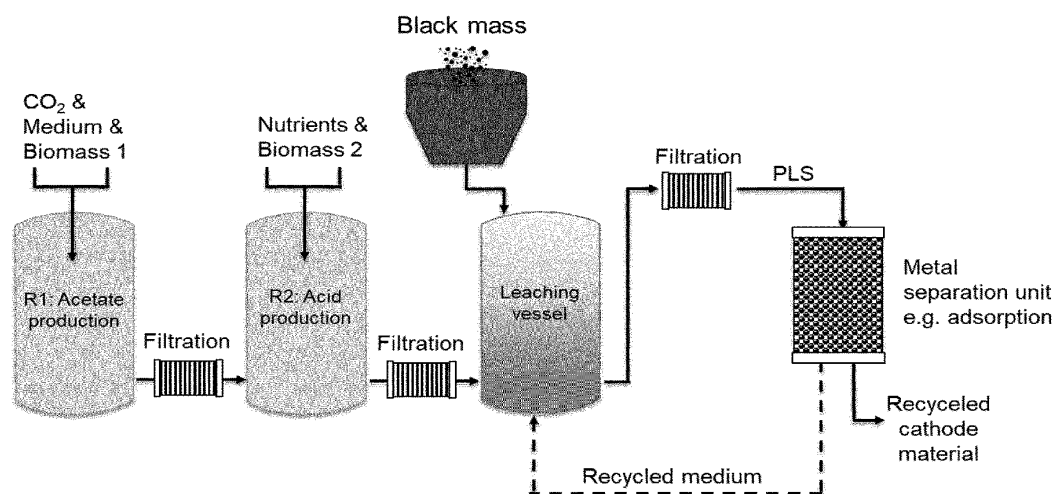 Black mass
CO₂ &
Medium &
Biomass 1
Nutrients &
Biomass 2
Filtration
PLS
R1: Acetate
production
Filtration
R2: Acid
production
Filtration
Leaching
vessel
Metal
separation unit
e.g. adsorption
Recyceled
cathode
material
Recycled medium